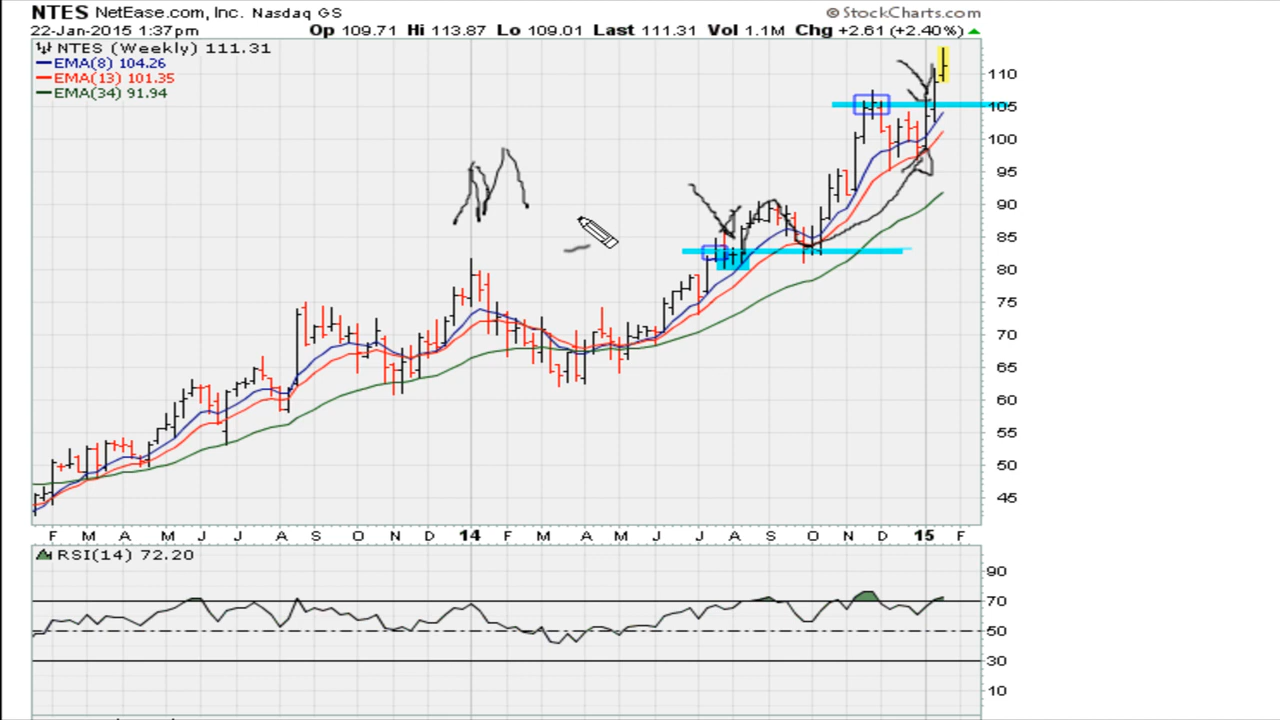 NTES NetEase.com, Inc. Nasdaq GS
© StockCharts.com
22-Jan-2015 1:37pm
Op 109.71 Hi 113.87 Lo 109.01 Last 111.31 Vol 1.1M Chg +2.61 (+2.40%)
NTES (Weekly) 111.31
EMA(8) 104.26
EMA(13) 101.35
EMA(34) 91.94
110
105
100
95
90
85
80
75
70
65
60
55
50
45
F M A M J J A S O N D 14 F M A M J J A S O N D 15 F
RSI(14) 72.20
90
70
50
30
10